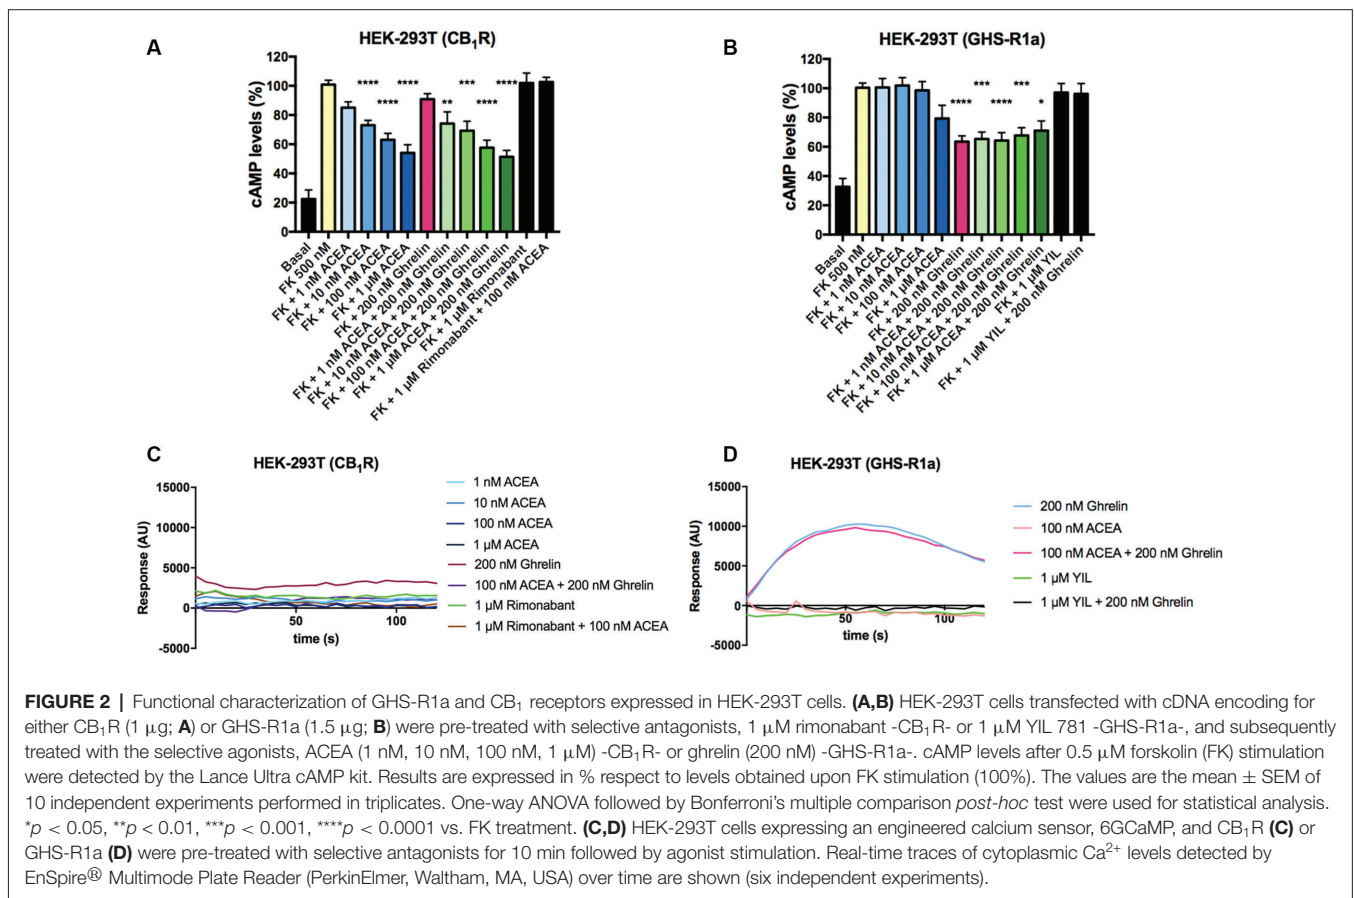 A
HEK-293T (CB1R)
cAMP levels (%)
120
100
80
60
40
20
0
****
****
****
****
**
***
****
****
Basal
FK 500 nM
FK + 1 nM ACEA
FK + 10 nM ACEA
FK + 100 nM ACEA
FK + 1 µM ACEA
FK + 200 nM Ghrelin
FK + 1 nM ACEA + 200 nM Ghrelin
FK + 10 nM ACEA + 200 nM Ghrelin
FK + 100 nM ACEA + 200 nM Ghrelin
FK + 1 µM ACEA + 200 nM Ghrelin
FK + 1 µM Rimonabant
FK + 1 µM Rimonabant + 100 nM ACEA
B
HEK-293T (GHS-R1a)
cAMP levels (%)
120
100
80
60
40
20
0
****
***
****
***
*
Basal
FK 500 nM
FK + 1 nM ACEA
FK + 10 nM ACEA
FK + 100 nM ACEA
FK + 1 µM ACEA
FK + 200 nM Ghrelin
FK + 1 nM ACEA + 200 nM Ghrelin
FK + 10 nM ACEA + 200 nM Ghrelin
FK + 100 nM ACEA + 200 nM Ghrelin
FK + 1 µM ACEA + 200 nM Ghrelin
FK + 1 µM YIL
FK + 1 µM YIL + 200 nM Ghrelin
C
HEK-293T (CB1R)
Response (AU)
15000
10000
5000
0
-5000
50
100
time (s)
1 nM ACEA
10 nM ACEA
100 nM ACEA
1 µM ACEA
200 nM Ghrelin
100 nM ACEA + 200 nM Ghrelin
1 µM Rimonabant
1 µM Rimonabant + 100 nM ACEA
D
HEK-293T (GHS-R1a)
Response (AU)
15000
10000
5000
0
-5000
50
100
time (s)
200 nM Ghrelin
100 nM ACEA
100 nM ACEA + 200 nM Ghrelin
1 µM YIL
1 µM YIL + 200 nM Ghrelin
FIGURE 2 | Functional characterization of GHS-R1a and CB1 receptors expressed in HEK-293T cells. (A,B) HEK-293T cells transfected with cDNA encoding for
either CB1R (1 µg; A) or GHS-R1a (1.5 µg; B) were pre-treated with selective antagonists, 1 µM rimonabant -CB1R- or 1 µM YIL 781 -GHS-R1a-, and subsequently
treated with the selective agonists, ACEA (1 nM, 10 nM, 100 nM, 1 µM) -CB1R- or ghrelin (200 nM) -GHS-R1a-. cAMP levels after 0.5 µM forskolin (FK) stimulation
were detected by the Lance Ultra cAMP kit. Results are expressed in % respect to levels obtained upon FK stimulation (100%). The values are the mean ± SEM of
10 independent experiments performed in triplicates. One-way ANOVA followed by Bonferroni's multiple comparison post-hoc test were used for statistical analysis.
*p < 0.05, **p < 0.01, ***p < 0.001, ****p < 0.0001 vs. FK treatment. (C,D) HEK-293T cells expressing an engineered calcium sensor, 6GCaMP, and CB1R (C) or
GHS-R1a (D) were pre-treated with selective antagonists for 10 min followed by agonist stimulation. Real-time traces of cytoplasmic Ca2+ levels detected by
EnSpire® Multimode Plate Reader (PerkinElmer, Waltham, MA, USA) over time are shown (six independent experiments).